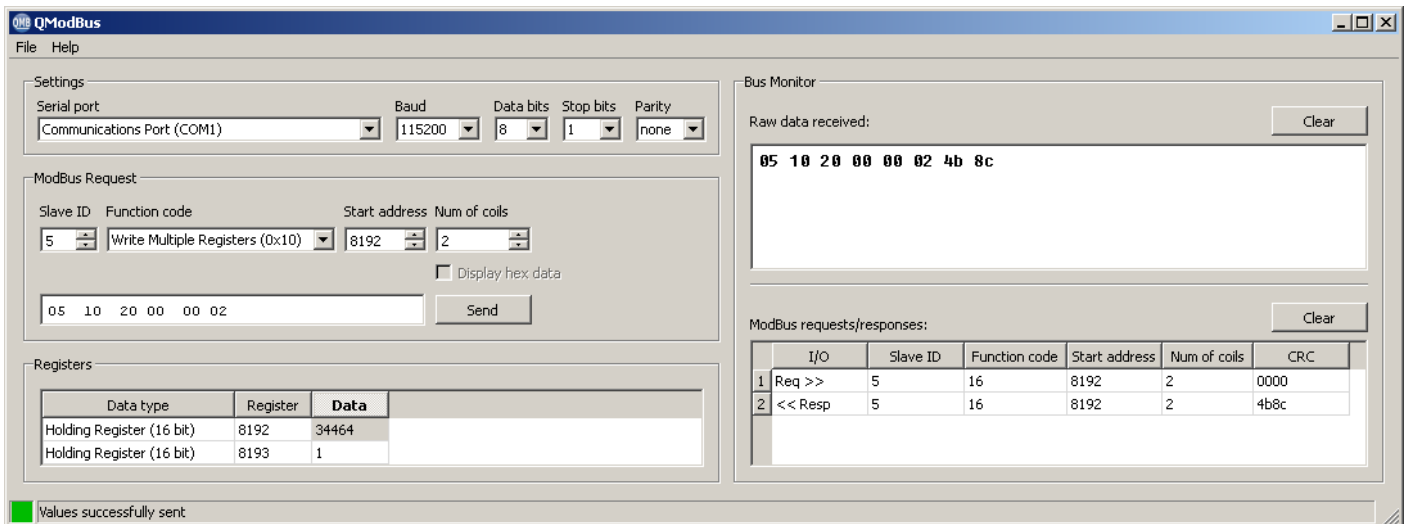 QMB QModBus
File Help
Settings
Serial port Baud Data bits Stop bits Parity
Communications Port (COM1) 115200 8 1 none
ModBus Request
Slave ID Function code Start address Num of coils
5 Write Multiple Registers (0x10) 8192 2
Display hex data
05 10 20 00 00 02 Send
Registers
Data type Register Data
Holding Register (16 bit) 8192 34464
Holding Register (16 bit) 8193 1
Bus Monitor
Raw data received: Clear
05 10 20 00 00 02 4b 8c
ModBus requests/responses: Clear
I/O Slave ID Function code Start address Num of coils CRC
1 Req >> 5 16 8192 2 0000
2 << Resp 5 16 8192 2 4b8c
Values successfully sent